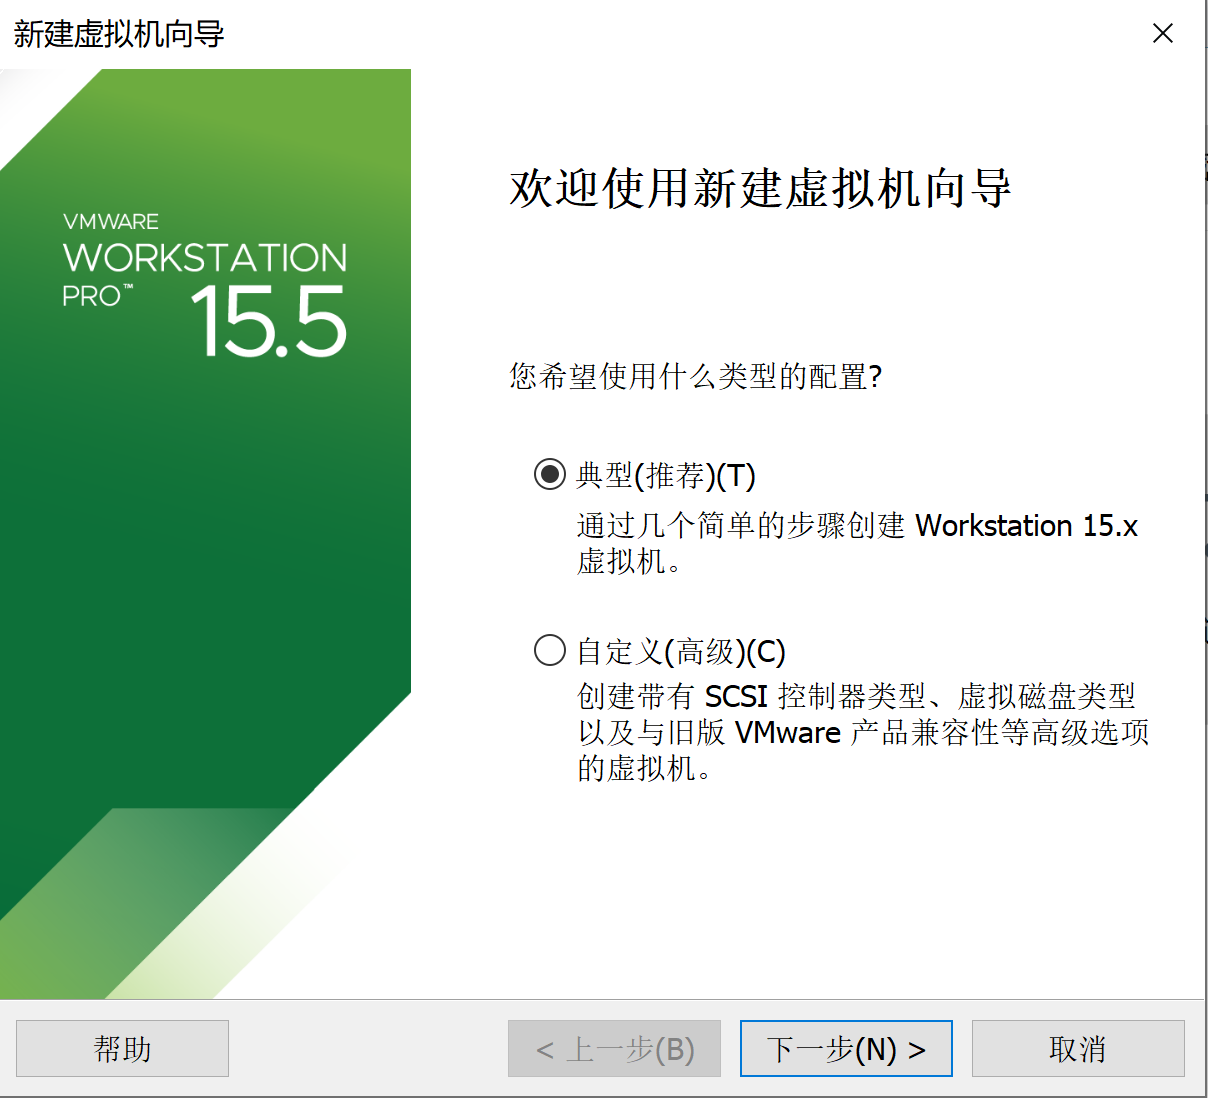 新建虚拟机向导
VMWARE
WORKSTATION
PRO™
15.5
欢迎使用新建虚拟机向导
您希望使用什么类型的配置?
典型(推荐)(T)
通过几个简单的步骤创建 Workstation 15.x
虚拟机。
自定义(高级)(C)
创建带有 SCSI 控制器类型、虚拟磁盘类型
以及与旧版 VMware 产品兼容性等高级选项
的虚拟机。
帮助
< 上一步(B)
下一步(N) >
取消